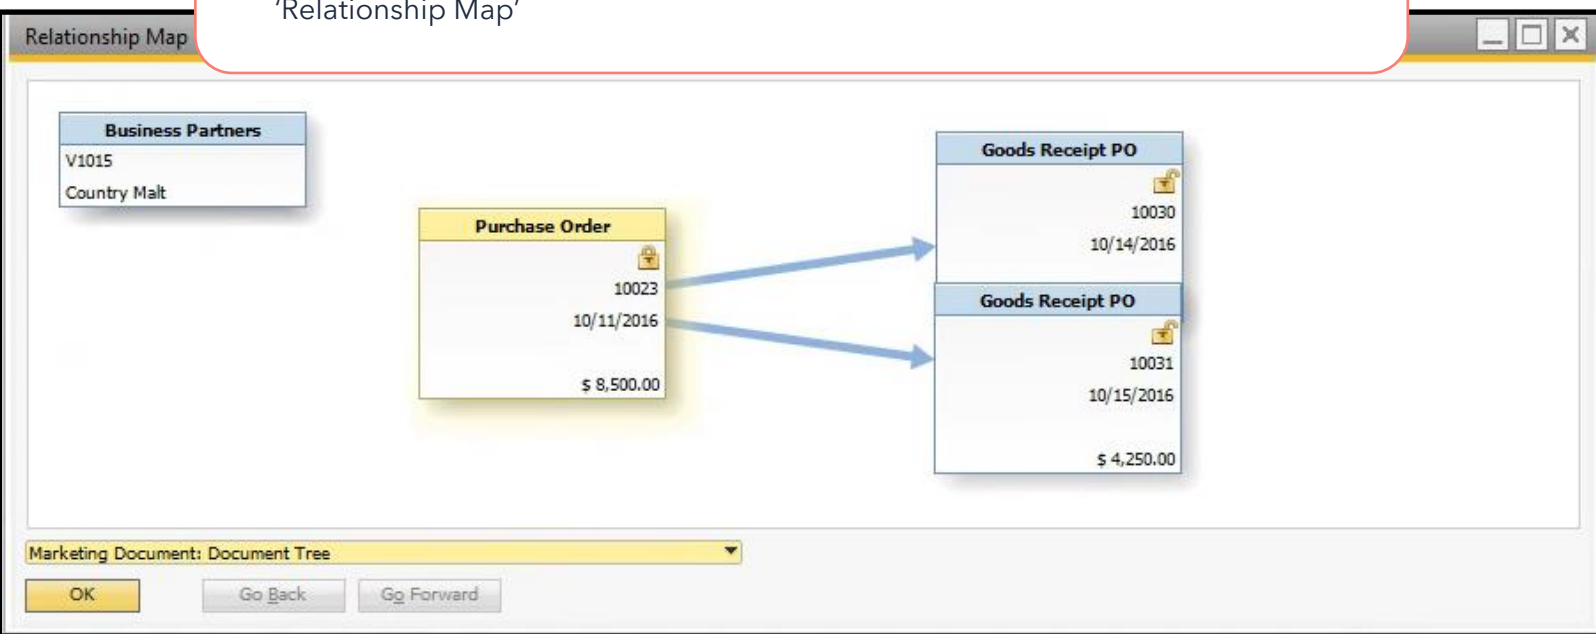 ‘Relationship Map’
Relationship Map
Business Partners
V1015
Country Malt
Purchase Order
10023
10/11/2016
$ 8,500.00
Goods Receipt PO
10030
10/14/2016
Goods Receipt PO
10031
10/15/2016
$ 4,250.00
Marketing Document: Document Tree
OK
Go Back
Go Forward